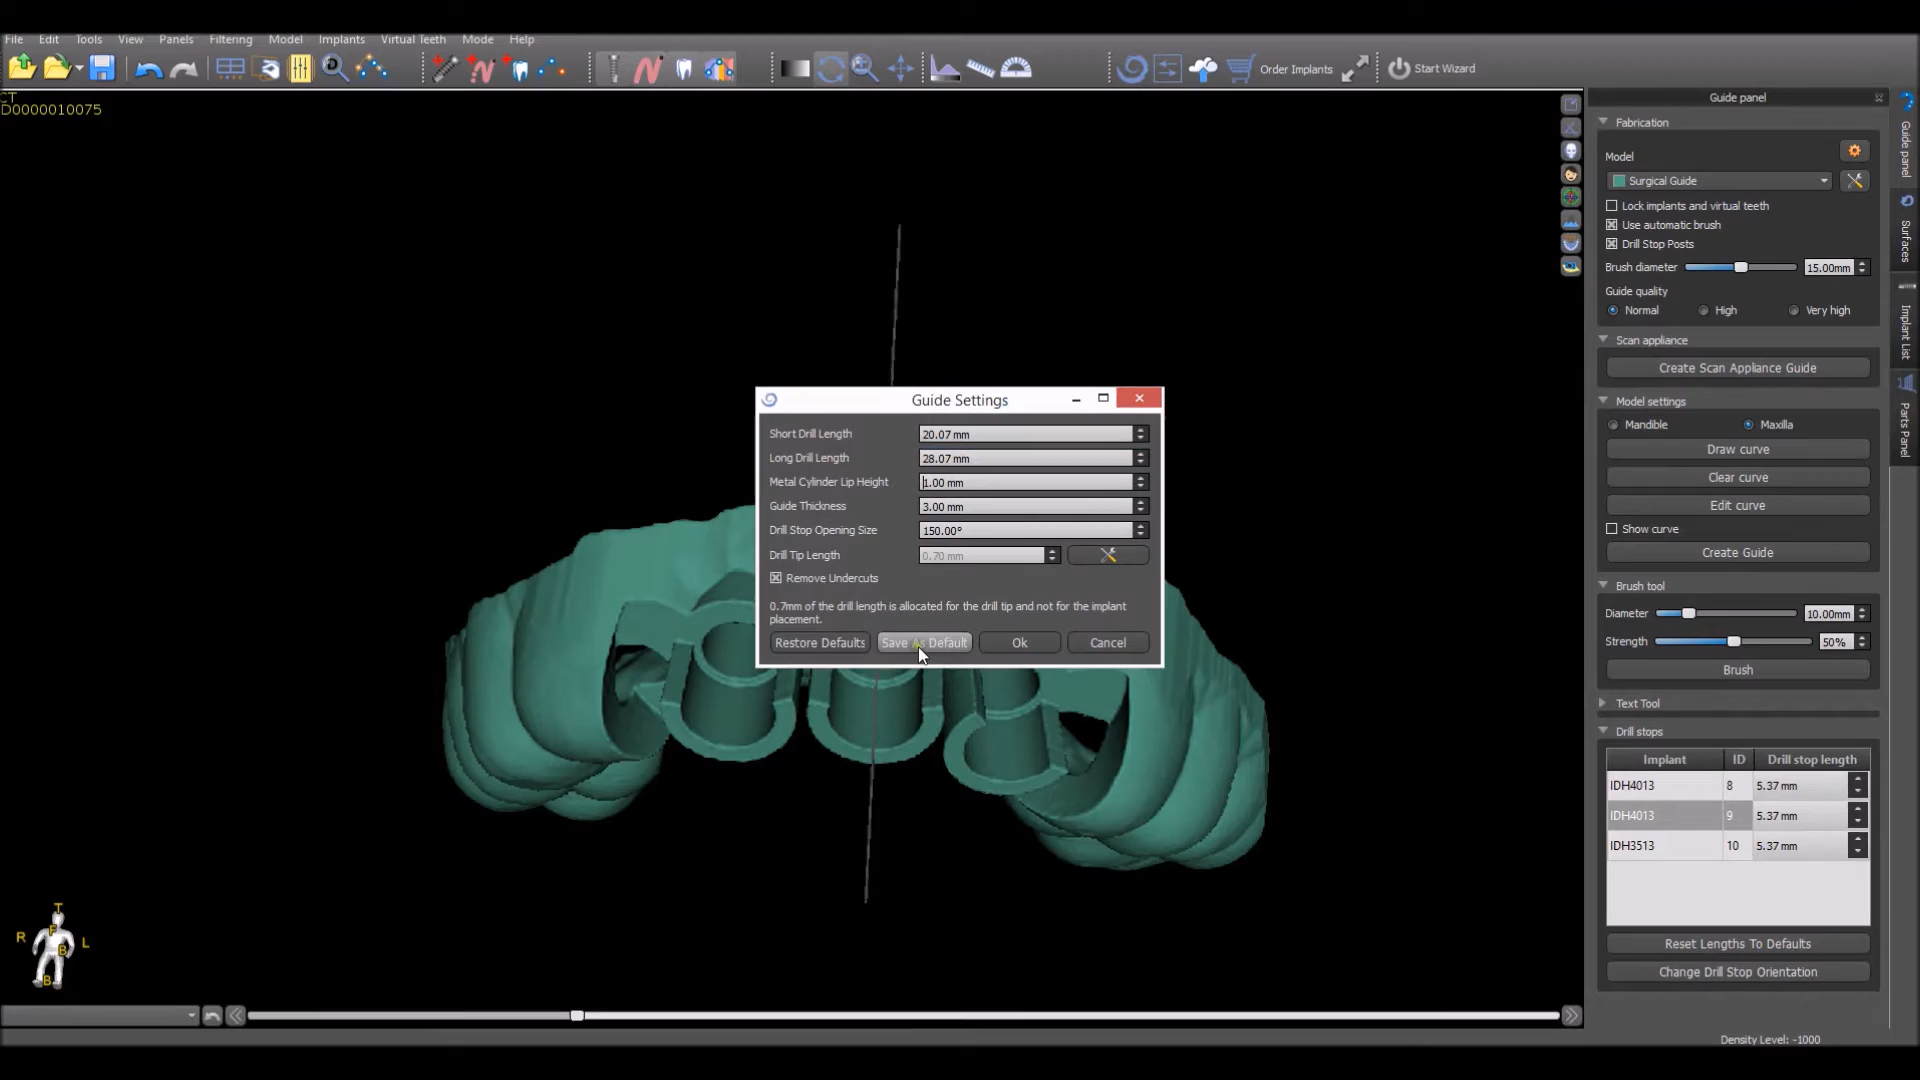 File Edit Tools View Panels Filtering Model Implants Virtual Teeth Mode Help
Order Implants Start Wizard
CT
D0000010075
Guide panel
Fabrication
Model
Surgical Guide
Lock implants and virtual teeth
Use automatic brush
Drill Stop Posts
Brush diameter 15.00mm
Guide quality
Normal High Very high
Scan appliance
Create Scan Appliance Guide
Model settings
Mandible Maxilla
Draw curve
Clear curve
Edit curve
Show curve
Create Guide
Brush tool
Diameter 10.00mm
Strength 50%
Brush
Text Tool
Drill stops
Implant ID Drill stop length
IDH4013 8 5.37 mm
IDH4013 9 5.37 mm
IDH3513 10 5.37 mm
Reset Lengths To Defaults
Change Drill Stop Orientation
Guide panel
Surfaces
Implant List
Parts Panel
Guide Settings
Short Drill Length 20.07 mm
Long Drill Length 28.07 mm
Metal Cylinder Lip Height 1.00 mm
Guide Thickness 3.00 mm
Drill Stop Opening Size 150.00°
Drill Tip Length 0.70 mm
Remove Undercuts
0.7mm of the drill length is allocated for the drill tip and not for the implant
placement.
Restore Defaults Save As Default Ok Cancel
T
F
R L
B
B
Density Level: -1000